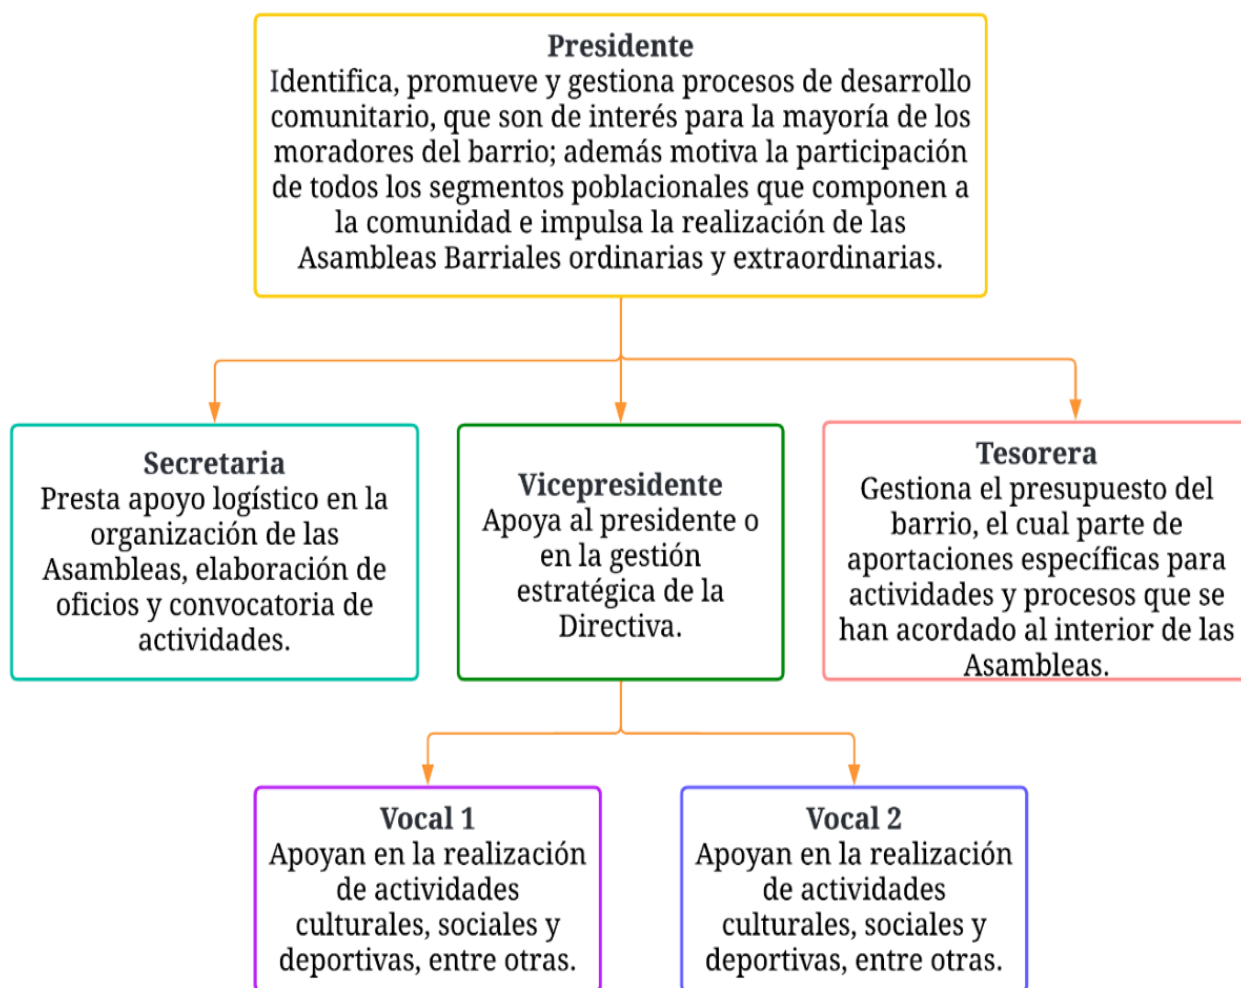 Presidente
Identifica, promueve y gestiona procesos de desarrollo
comunitario, que son de interés para la mayoría de los
moradores del barrio; además motiva la participación
de todos los segmentos poblacionales que componen a
la comunidad e impulsa la realización de las
Asambleas Barriales ordinarias y extraordinarias.
Secretaria
Presta apoyo logístico en la
organización de las
Asambleas, elaboración de
oficios y convocatoria de
actividades.
Vicepresidente
Apoya al presidente o
en la gestión
estratégica de la
Directiva.
Tesorera
Gestiona el presupuesto del
barrio, el cual parte de
aportaciones específicas para
actividades y procesos que se
han acordado al interior de las
Asambleas.
Vocal 1
Apoyan en la realización
de actividades
culturales, sociales y
deportivas, entre otras.
Vocal 2
Apoyan en la realización
de actividades
culturales, sociales y
deportivas, entre otras.